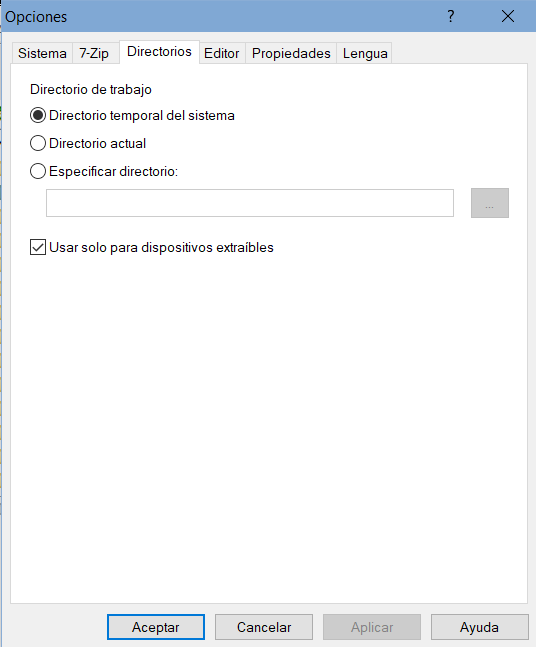 Opciones
?
Sistema 7-Zip Directorios Editor Propiedades Lengua
Directorio de trabajo
Directorio temporal del sistema
Directorio actual
Especificar directorio:
...
Usar solo para dispositivos extraíbles
Aceptar Cancelar Aplicar Ayuda